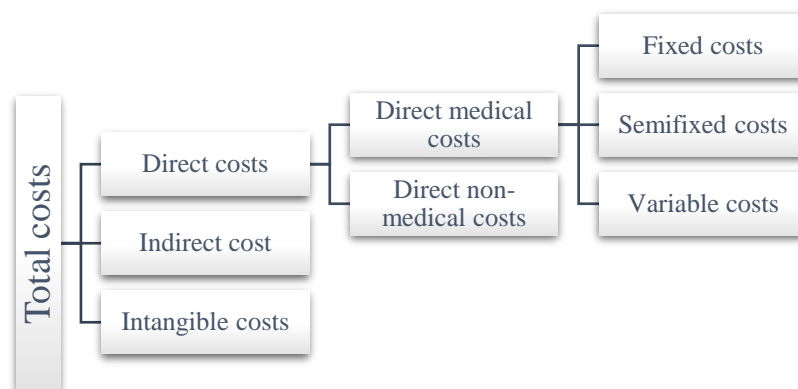 Total costs
Direct costs
Indirect cost
Intangible costs
Direct medical
costs
Direct non-
medical costs
Fixed costs
Semifixed costs
Variable costs